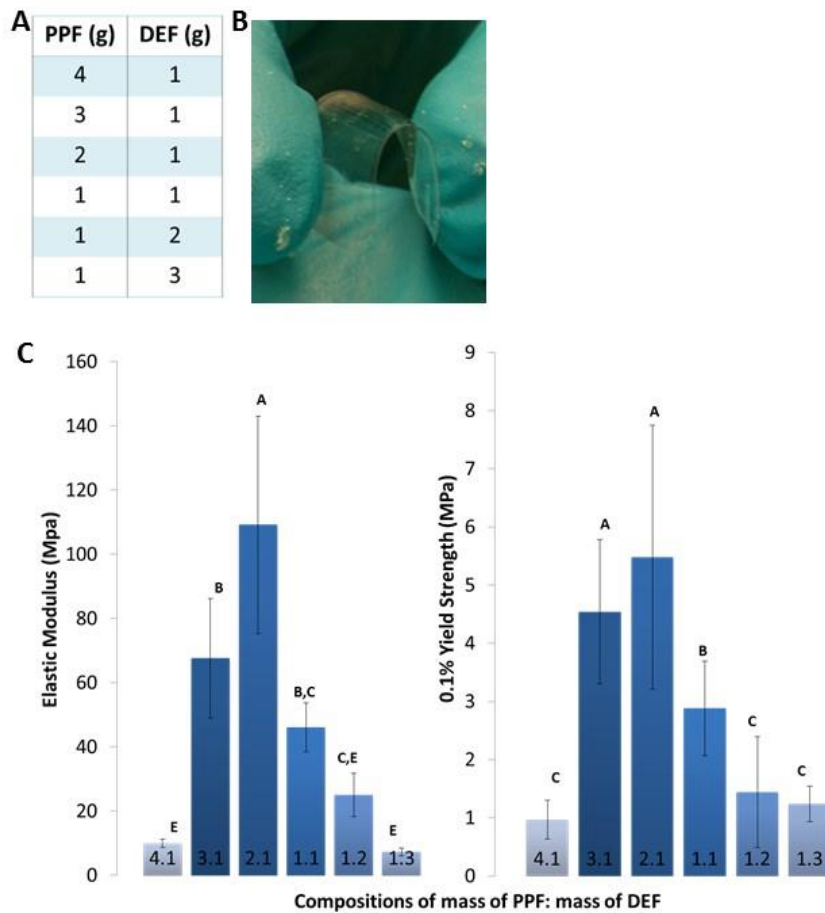 A
PPF (g) DEF (g)
4 1
3 1
2 1
1 1
1 2
1 3
B
C
160
140
120
100
80
60
40
20
0
Elastic Modulus (Mpa)
E
B
A
B,C
C,E
E
4.1 3.1 2.1 1.1 1.2 1.3
9
8
7
6
5
4
3
2
1
0
0.1% Yield Strength (MPa)
C
A
A
B
C
C
4.1 3.1 2.1 1.1 1.2 1.3
Compositions of mass of PPF: mass of DEF